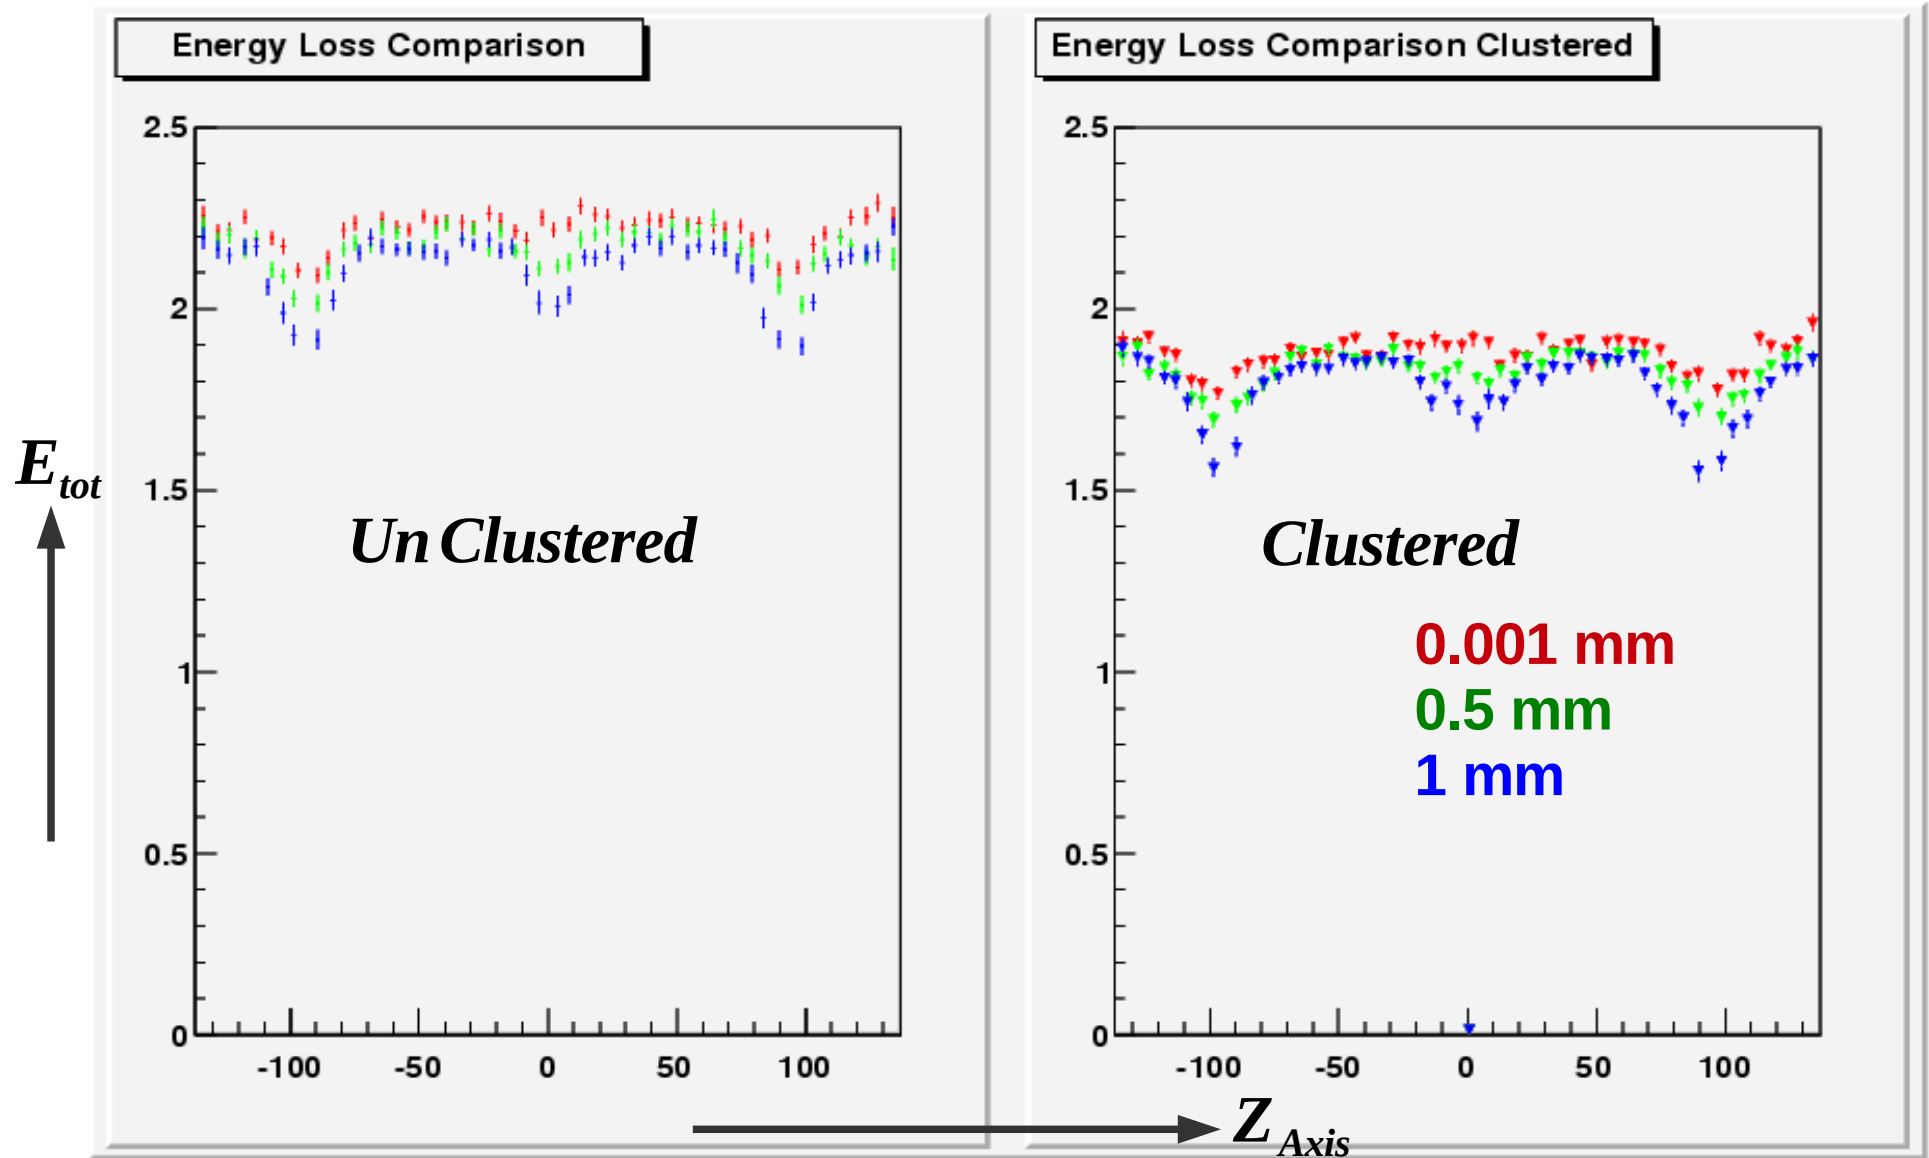 Energy Loss Comparison
Energy Loss Comparison Clustered
2.5
2
1.5
1
0.5
0
-100
-50
0
50
100
Un Clustered
2.5
2
1.5
1
0.5
0
-100
-50
0
50
100
Clustered
0.001 mm
0.5 mm
1 mm
E tot
Z Axis